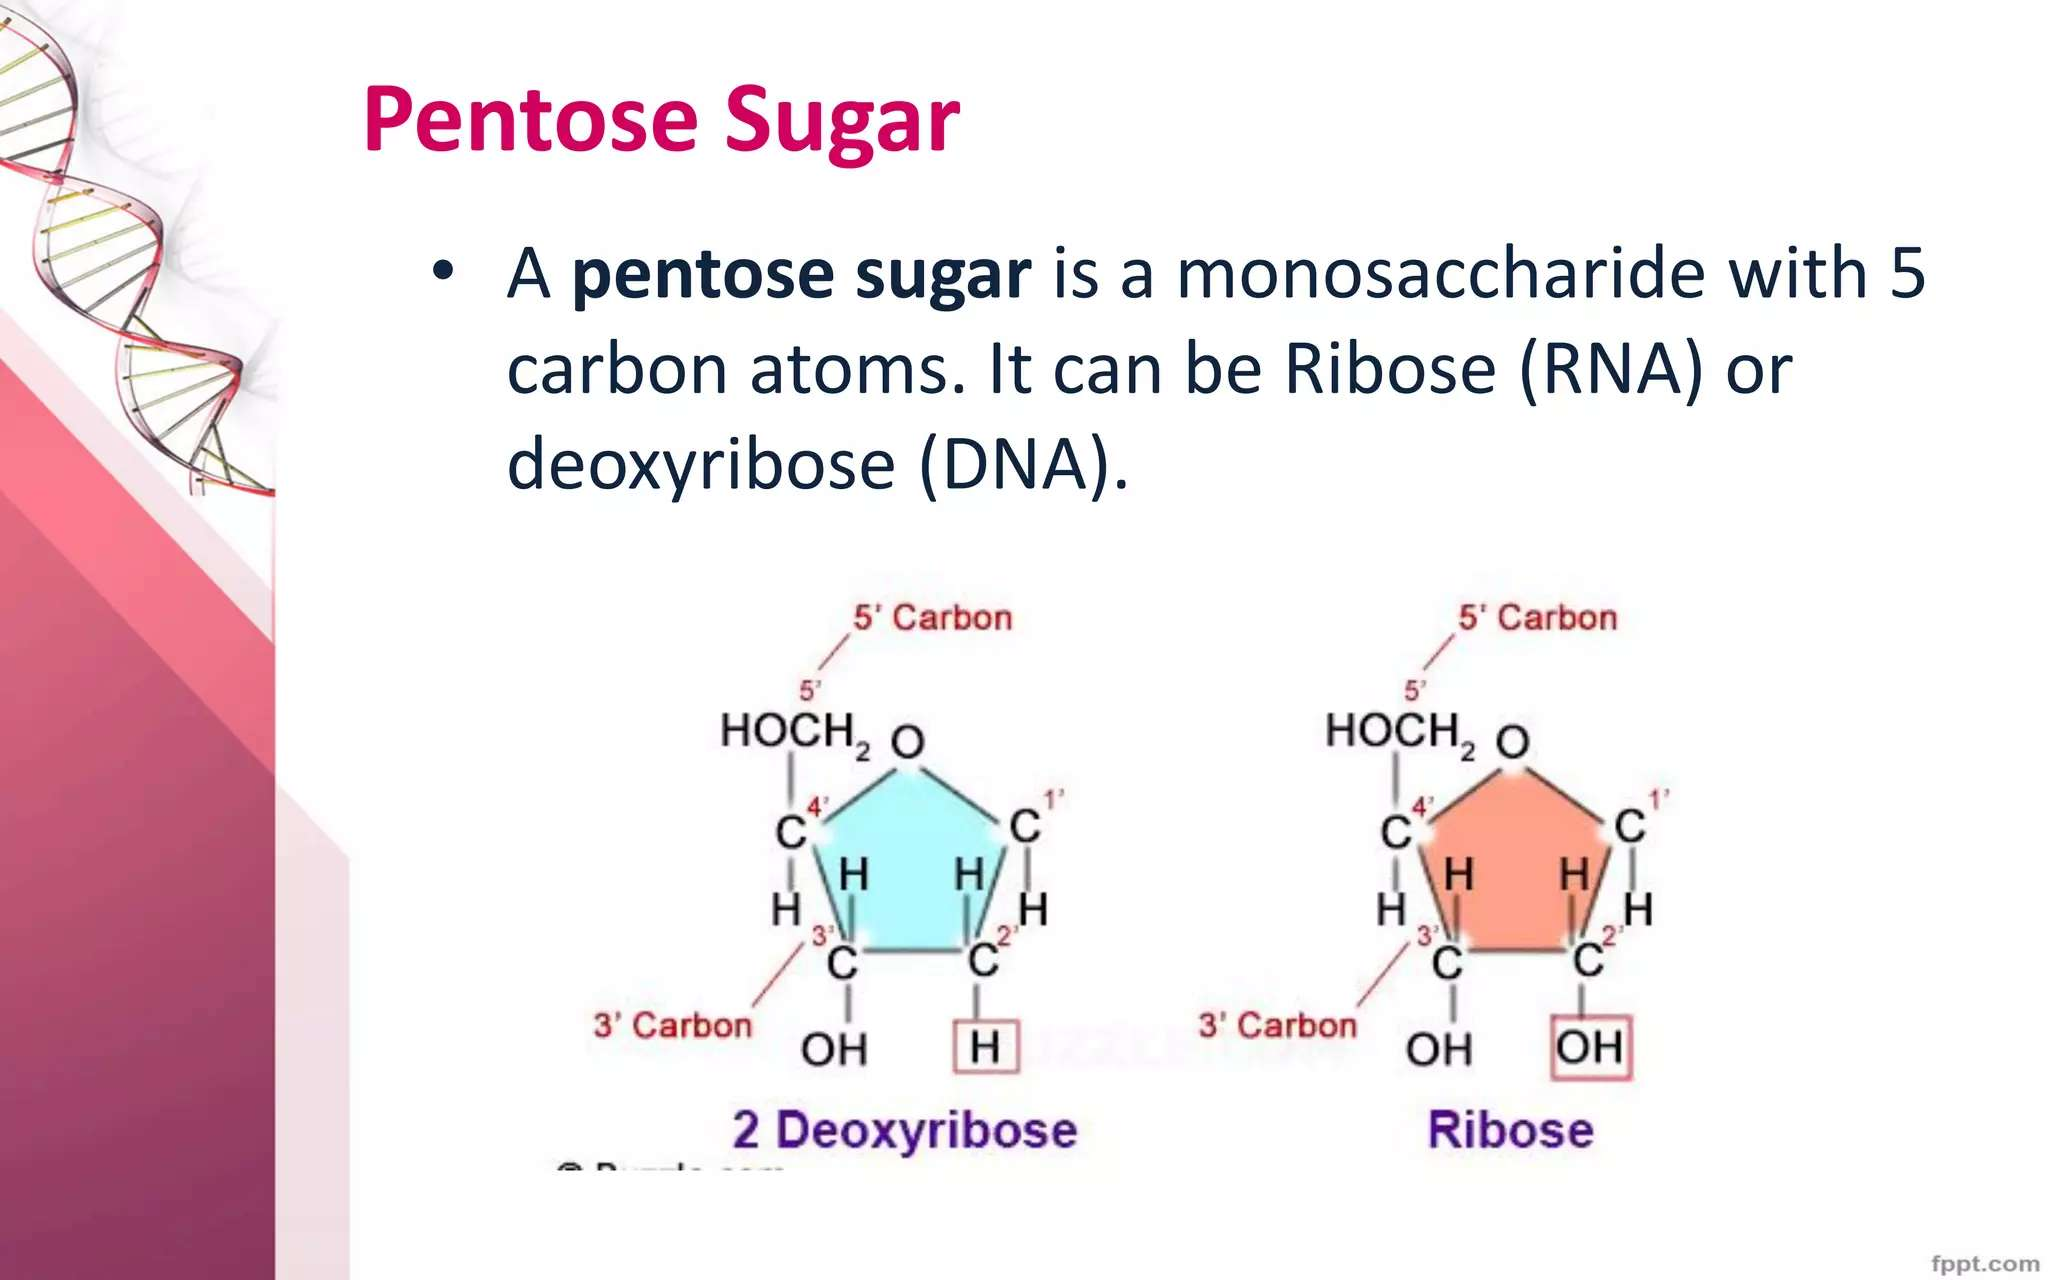 Pentose Sugar
• A pentose sugar is a monosaccharide with 5
carbon atoms. It can be Ribose (RNA) or
deoxyribose (DNA).
5' Carbon
5'
HOCH2 O
4' 1'
C C
H H
H H
3' 2'
C C
3' Carbon
OH H
2 Deoxyribose
5' Carbon
5'
HOCH2 O
4' 1'
C C
H H
H H
3' 2'
C C
3' Carbon
OH OH
Ribose
fppt.com